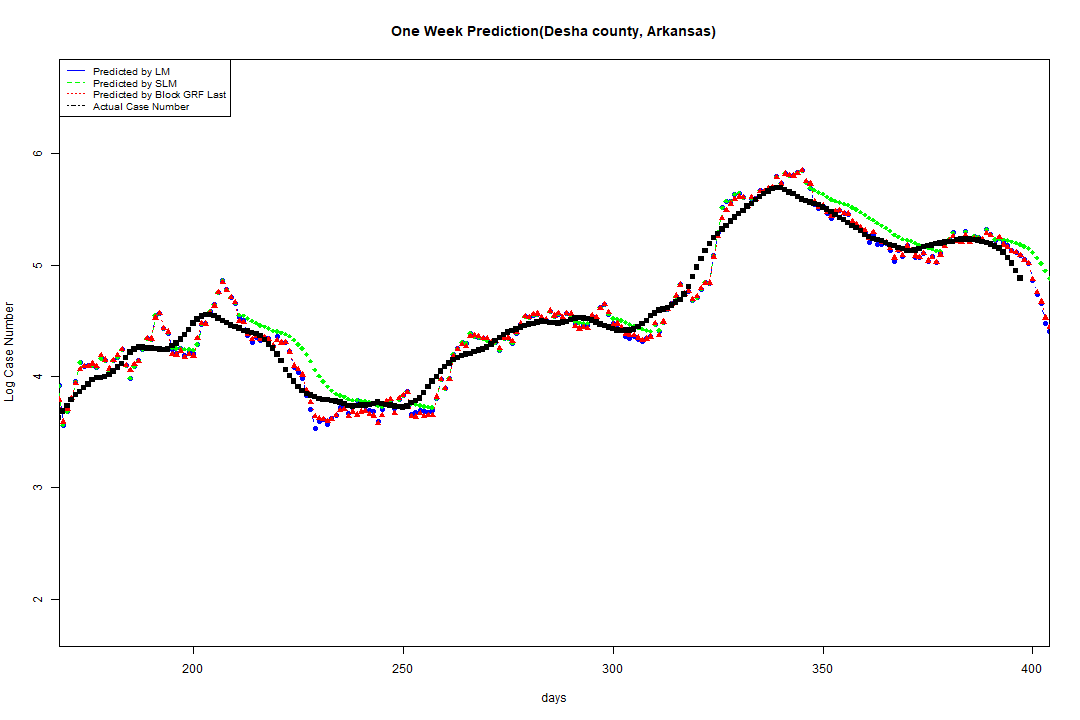 One Week Prediction(Desha county, Arkansas)
Predicted by LM
Predicted by SLM
Predicted by Block GRF Last
Actual Case Number
6
5
4
3
2
Log Case Number
200 250 300 350 400
days